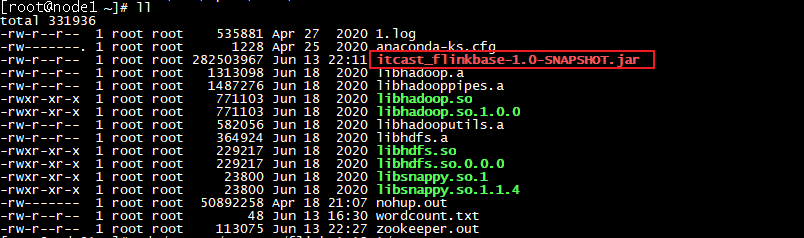 [root@node1 ~]# ll
total 331936
-rw-r--r--  1 root root    535881 Apr 27  2020 1.log
-rw-------. 1 root root      1228 Apr 25  2020 anaconda-ks.cfg
-rw-r--r--  1 root root 282503967 Jun 13 22:11 itcast_flinkbase-1.0-SNAPSHOT.jar
-rw-r--r--  1 root root   1313098 Jun 18  2020 libhadoop.a
-rw-r--r--  1 root root   1487276 Jun 18  2020 libhadooppipes.a
-rwxr-xr-x  1 root root    771103 Jun 18  2020 libhadoop.so
-rwxr-xr-x  1 root root    771103 Jun 18  2020 libhadoop.so.1.0.0
-rw-r--r--  1 root root    582056 Jun 18  2020 libhadooputils.a
-rw-r--r--  1 root root    364924 Jun 18  2020 libhdfs.a
-rwxr-xr-x  1 root root    229217 Jun 18  2020 libhdfs.so
-rwxr-xr-x  1 root root    229217 Jun 18  2020 libhdfs.so.0.0.0
-rwxr-xr-x  1 root root     23800 Jun 18  2020 libsnappy.so.1
-rwxr-xr-x  1 root root     23800 Jun 18  2020 libsnappy.so.1.1.4
-rw-------  1 root root  50892258 Apr 18 21:07 nohup.out
-rw-r--r--  1 root root        48 Jun 13 16:30 wordcount.txt
-rw-r--r--  1 root root    113075 Jun 13 22:27 zookeeper.out